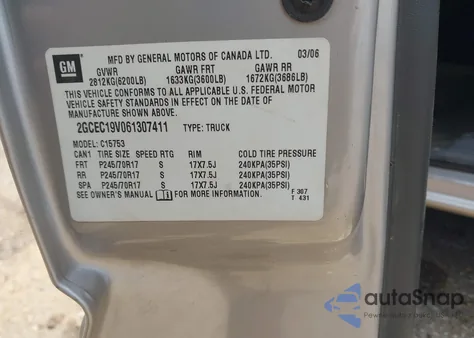 GM
MFD BY GENERAL MOTORS OF CANADA LTD. 03/06
GVWR GAWR FRT GAWR RR
2812KG(6200LB) 1633KG(3600LB) 1672KG(3686LB)
THIS VEHICLE CONFORMS TO ALL APPLICABLE U.S. FEDERAL MOTOR
VEHICLE SAFETY STANDARDS IN EFFECT ON THE DATE OF
MANUFACTURE SHOWN ABOVE.
2GCEC19V061307411 TYPE: TRUCK
MODEL: C15753
CAN1 TIRE SIZE SPEED RTG RIM COLD TIRE PRESSURE
FRT P245/70R17 S 17X7.5J 240KPA(35PSI)
RR P245/70R17 S 17X7.5J 240KPA(35PSI)
SPA P245/70R17 S 17X7.5J 240KPA(35PSI)
SEE OWNER'S MANUAL FOR MORE INFORMATION.
F 307
T 431
autoSnap